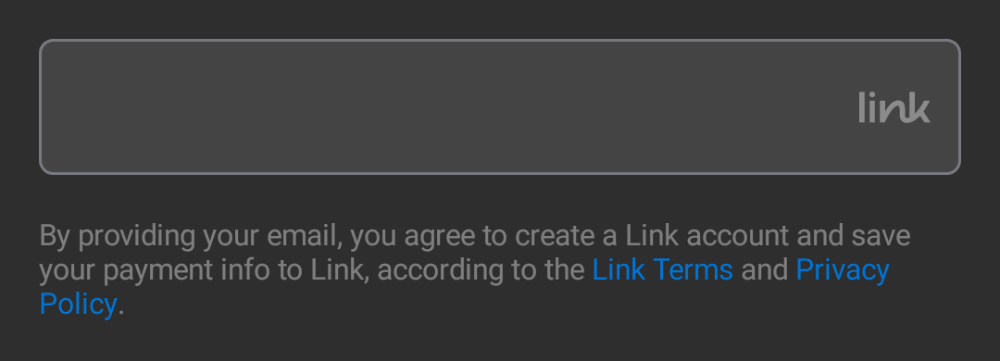 link
By providing your email, you agree to create a Link account and save
your payment info to Link, according to the Link Terms and Privacy
Policy.